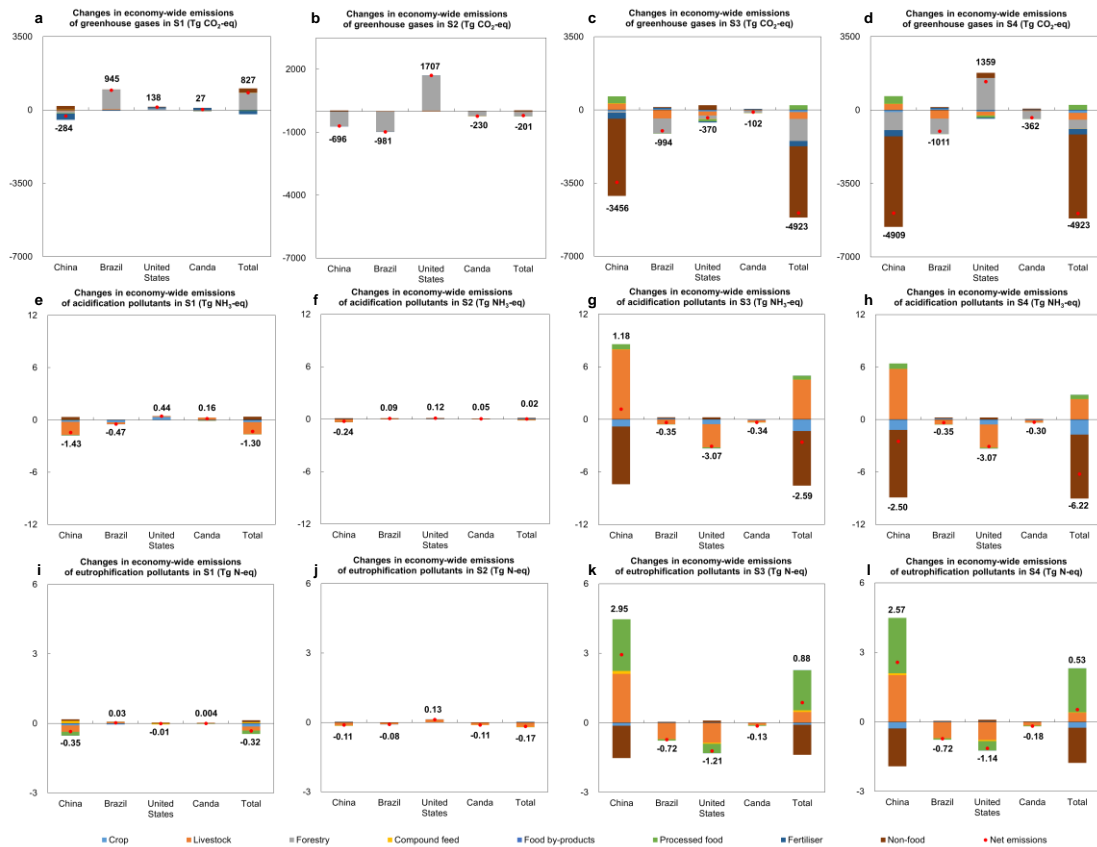 a
Changes in economy-wide emissions
of greenhouse gases in S1 (Tg CO₂-eq)
3500
0
-3500
-7000
-284
945
138
27
827
China
Brazil
United
States
Canda
Total
b
Changes in economy-wide emissions
of greenhouse gases in S2 (Tg CO₂-eq)
2000
-1000
-4000
-7000
-696
-981
1707
-230
-201
China
Brazil
United
States
Canda
Total
c
Changes in economy-wide emissions
of greenhouse gases in S3 (Tg CO₂-eq)
3500
0
-3500
-7000
-3456
-994
-370
-102
-4923
China
Brazil
United
States
Canda
Total
d
Changes in economy-wide emissions
of greenhouse gases in S4 (Tg CO₂-eq)
3500
0
-3500
-7000
-4909
-1011
1359
-362
-4923
China
Brazil
United
States
Canda
Total
e
Changes in economy-wide emissions
of acidification pollutants in S1 (Tg NH₃-eq)
12
6
0
-6
-12
-1.43
-0.47
0.44
0.16
-1.30
China
Brazil
United
States
Canda
Total
f
Changes in economy-wide emissions
of acidification pollutants in S2 (Tg NH₃-eq)
12
6
0
-6
-12
-0.24
0.09
0.12
0.05
0.02
China
Brazil
United
States
Canda
Total
g
Changes in economy-wide emissions
of acidification pollutants in S3 (Tg NH₃-eq)
12
6
0
-6
-12
1.18
-0.35
-3.07
-0.34
-2.59
China
Brazil
United
States
Canda
Total
h
Changes in economy-wide emissions
of acidification pollutants in S4 (Tg NH₃-eq)
12
6
0
-6
-12
-2.50
-0.35
-3.07
-0.30
-6.22
China
Brazil
United
States
Canda
Total
i
Changes in economy-wide emissions
of eutrophification pollutants in S1 (Tg N-eq)
6
3
0
-3
-0.35
0.03
-0.01
0.004
-0.32
China
Brazil
United
States
Canda
Total
j
Changes in economy-wide emissions
of eutrophification pollutants in S2 (Tg N-eq)
6
3
0
-3
-0.11
-0.08
0.13
-0.11
-0.17
China
Brazil
United
States
Canda
Total
k
Changes in economy-wide emissions
of eutrophification pollutants in S3 (Tg N-eq)
6
3
0
-3
2.95
-0.72
-1.21
-0.13
0.88
China
Brazil
United
States
Canda
Total
l
Changes in economy-wide emissions
of eutrophification pollutants in S4 (Tg N-eq)
6
3
0
-3
2.57
-0.72
-1.14
-0.18
0.53
China
Brazil
United
States
Canda
Total
Crop
Livestock
Forestry
Compound feed
Food by-products
Processed food
Fertiliser
Non-food
Net emissions